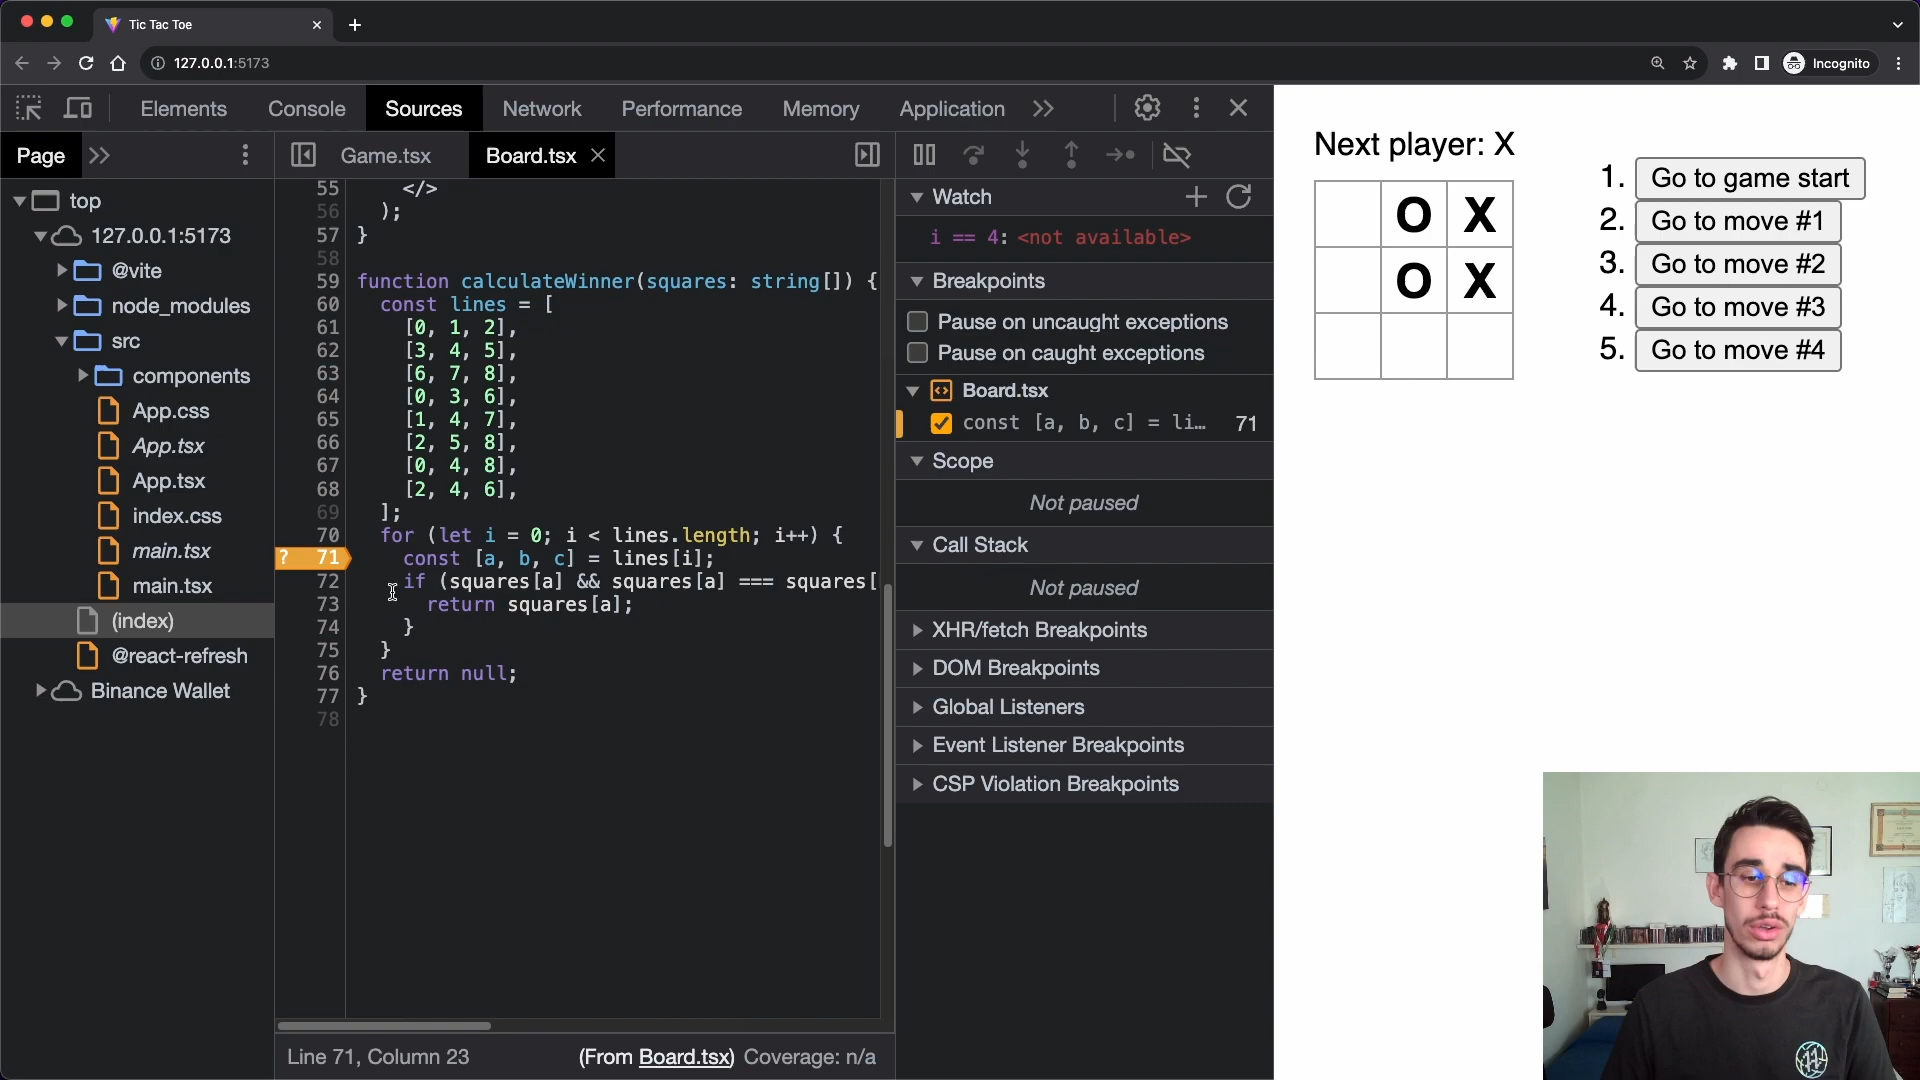 Tic Tac Toe
127.0.0.1:5173
Incognito
Elements Console Sources Network Performance Memory Application
Page
Game.tsx Board.tsx
top
127.0.0.1:5173
@vite
node_modules
src
components
App.css
App.tsx
App.tsx
index.css
main.tsx
main.tsx
(index)
@react-refresh
Binance Wallet
55 </>
56 );
57 }
58
59 function calculateWinner(squares: string[]) {
60 const lines = [
61 [0, 1, 2],
62 [3, 4, 5],
63 [6, 7, 8],
64 [0, 3, 6],
65 [1, 4, 7],
66 [2, 5, 8],
67 [0, 4, 8],
68 [2, 4, 6],
69 ];
70 for (let i = 0; i < lines.length; i++) {
? 71 const [a, b, c] = lines[i];
72 if (squares[a] && squares[a] === squares[
73 return squares[a];
74 }
75 }
76 return null;
77 }
78
Line 71, Column 23 (From Board.tsx) Coverage: n/a
Watch
i == 4: <not available>
Breakpoints
Pause on uncaught exceptions
Pause on caught exceptions
Board.tsx
const [a, b, c] = li… 71
Scope
Not paused
Call Stack
Not paused
XHR/fetch Breakpoints
DOM Breakpoints
Global Listeners
Event Listener Breakpoints
CSP Violation Breakpoints
Next player: X
O X
O X
1. Go to game start
2. Go to move #1
3. Go to move #2
4. Go to move #3
5. Go to move #4